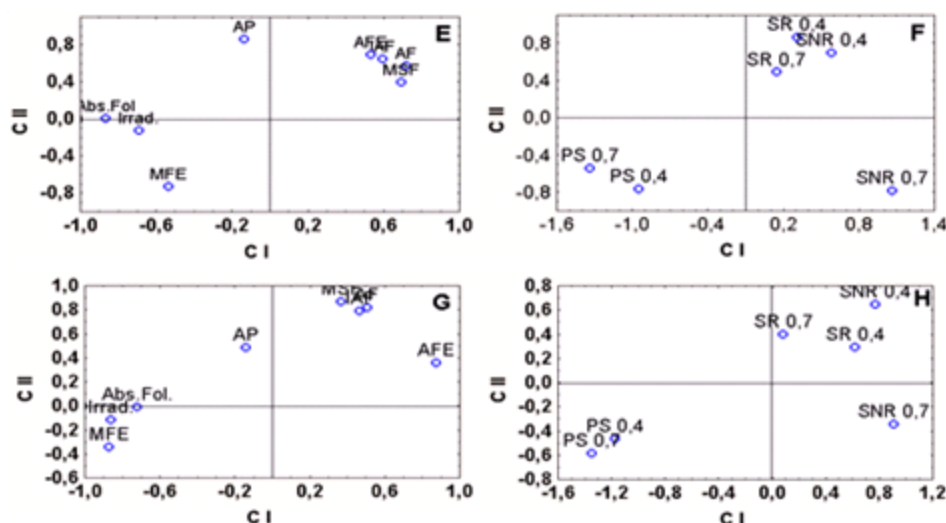 E
C II
0,8
0,4
0,0
-0,4
-0,8
AP
AFE
IAF
AF
MSF
Abs.Fol
Irrad.
MFE
-1,0
-0,6
-0,2
0,2
0,6
1,0
C I
F
C II
0,8
0,4
0,0
-0,4
-0,8
SR 0,4
SNR 0,4
SR 0,7
PS 0,7
PS 0,4
SNR 0,7
-1,6
-1,0
-0,4
0,2
0,8
1,4
C I
G
C II
1,0
0,8
0,6
0,4
0,2
0,0
-0,2
-0,4
-0,6
IAF
AP
AFE
Abs.Fol.
Irrad.
MFE
-1,0
-0,6
-0,2
0,2
0,6
1,0
C I
H
C II
0,8
0,6
0,4
0,2
0,0
-0,2
-0,4
-0,6
-0,8
SNR 0,4
SR 0,7
SR 0,4
SNR 0,7
PS 0,4
PS 0,7
-1,6
-1,2
-0,8
-0,4
0,0
0,4
0,8
1,2
C I